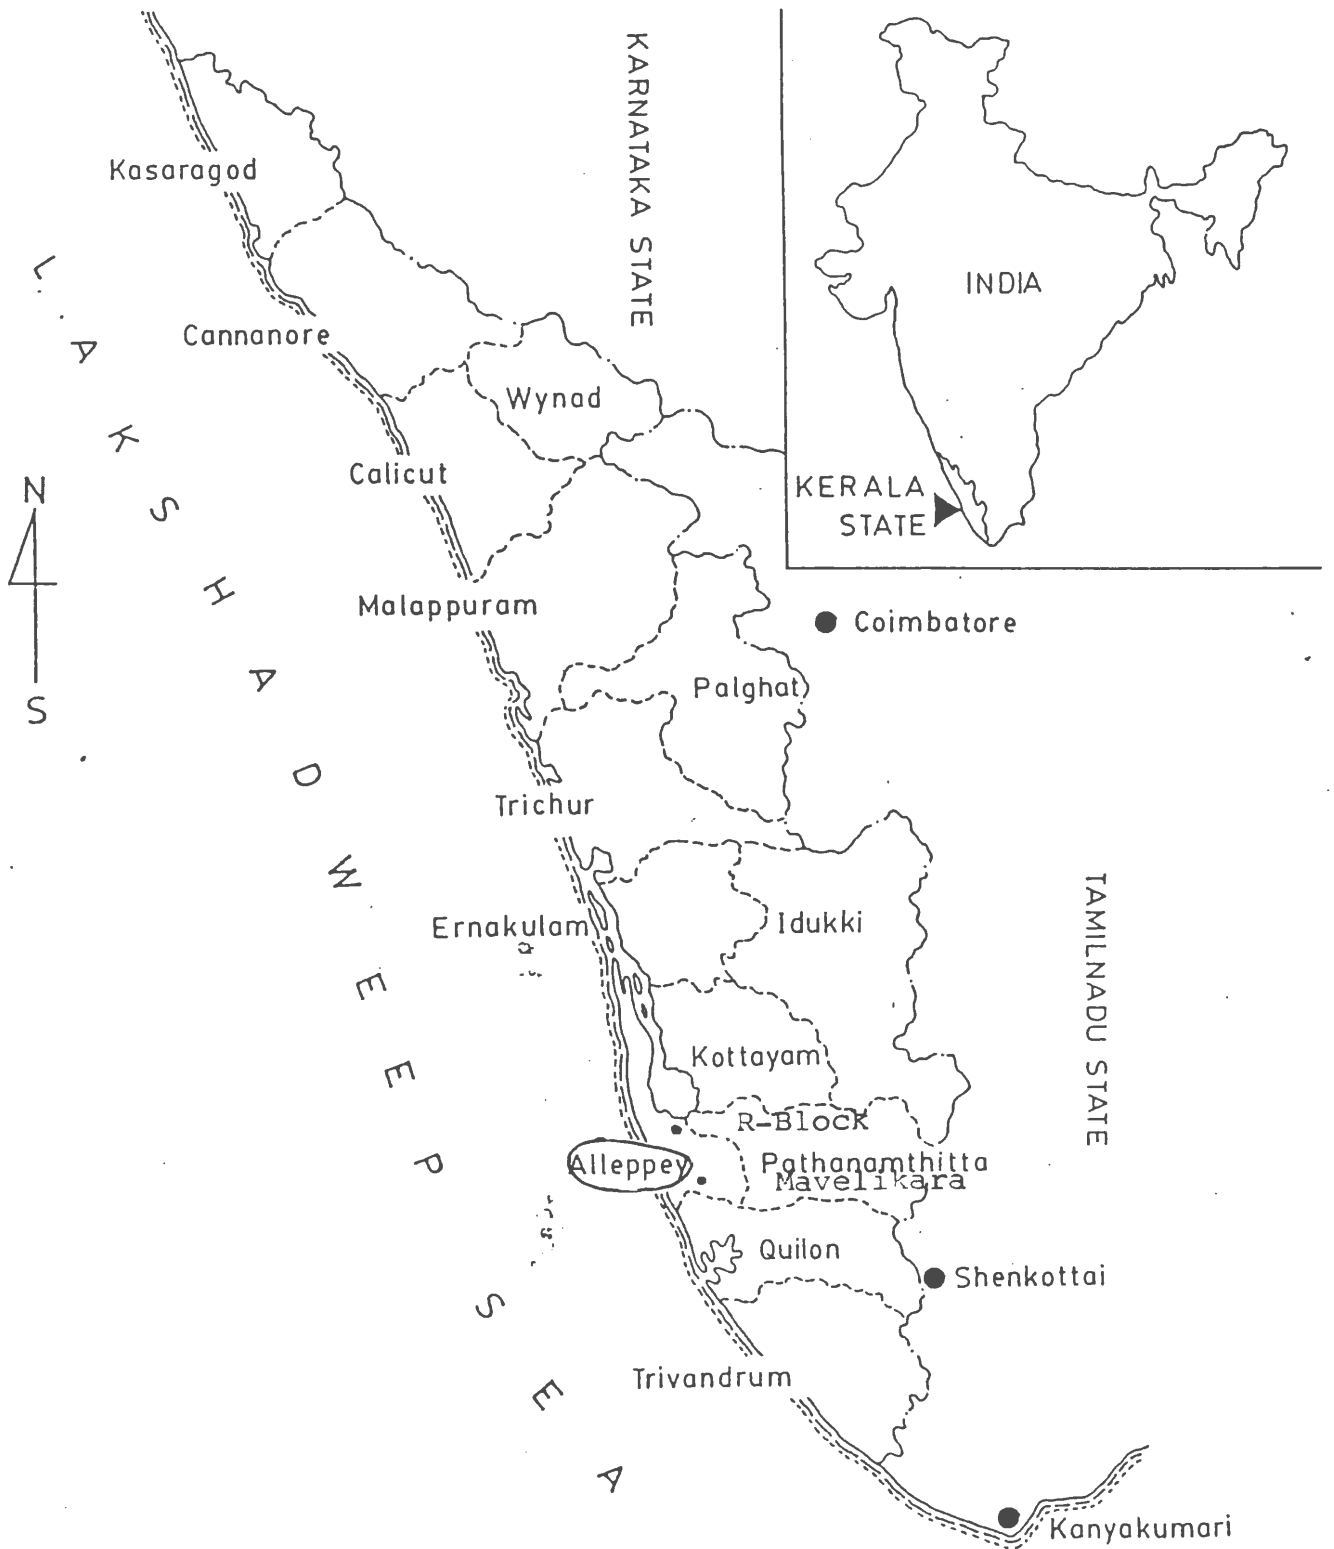 KARNATAKA STATE
Kasaragod
INDIA
Cannanore
Wynad
Calicut
KERALA
STATE
N
S
Malappuram
Coimbatore
Palghat
LAKSHADWEEP SEA
Trichur
Ernakulam
Idukki
TAMILNADU STATE
Kottayam
R-Block
Alleppey
Pathanamthitta
Mavelikara
Quilon
Shenkottai
Trivandrum
Kanyakumari